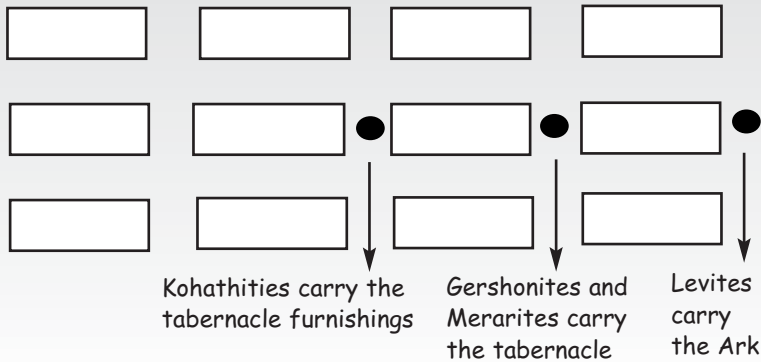 Kohathities carry the
tabernacle furnishings
Gershonites and
Merarites carry
the tabernacle
Levites
carry
the Ark